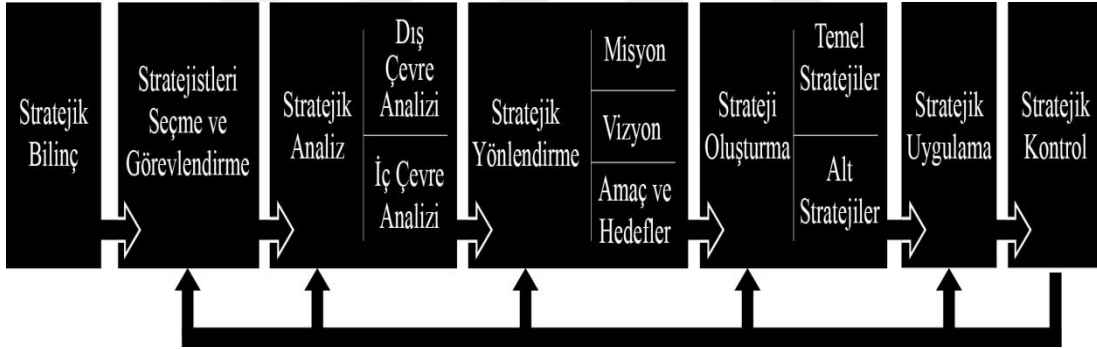 Stratejik
Bilinç
Stratejistleri
Seçme ve
Görevlendirme
Stratejik
Analiz
Dış
Çevre
Analizi
İç Çevre
Analizi
Stratejik
Yönlendirme
Misyon
Vizyon
Amaç ve
Hedefler
Strateji
Oluşturma
Temel
Stratejiler
Alt
Stratejiler
Stratejik
Uygulama
Stratejik
Kontrol